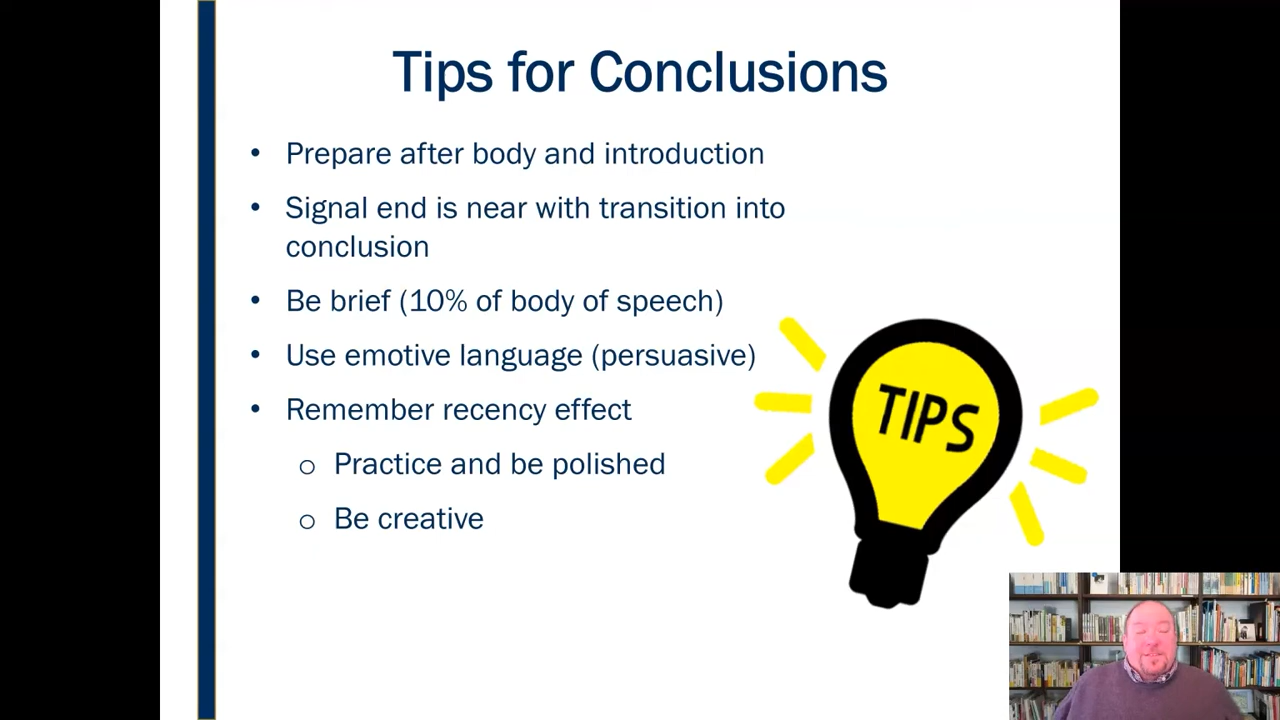 Tips for Conclusions
• Prepare after body and introduction
• Signal end is near with transition into
conclusion
• Be brief (10% of body of speech)
• Use emotive language (persuasive)
• Remember recency effect
o Practice and be polished
o Be creative
TIPS